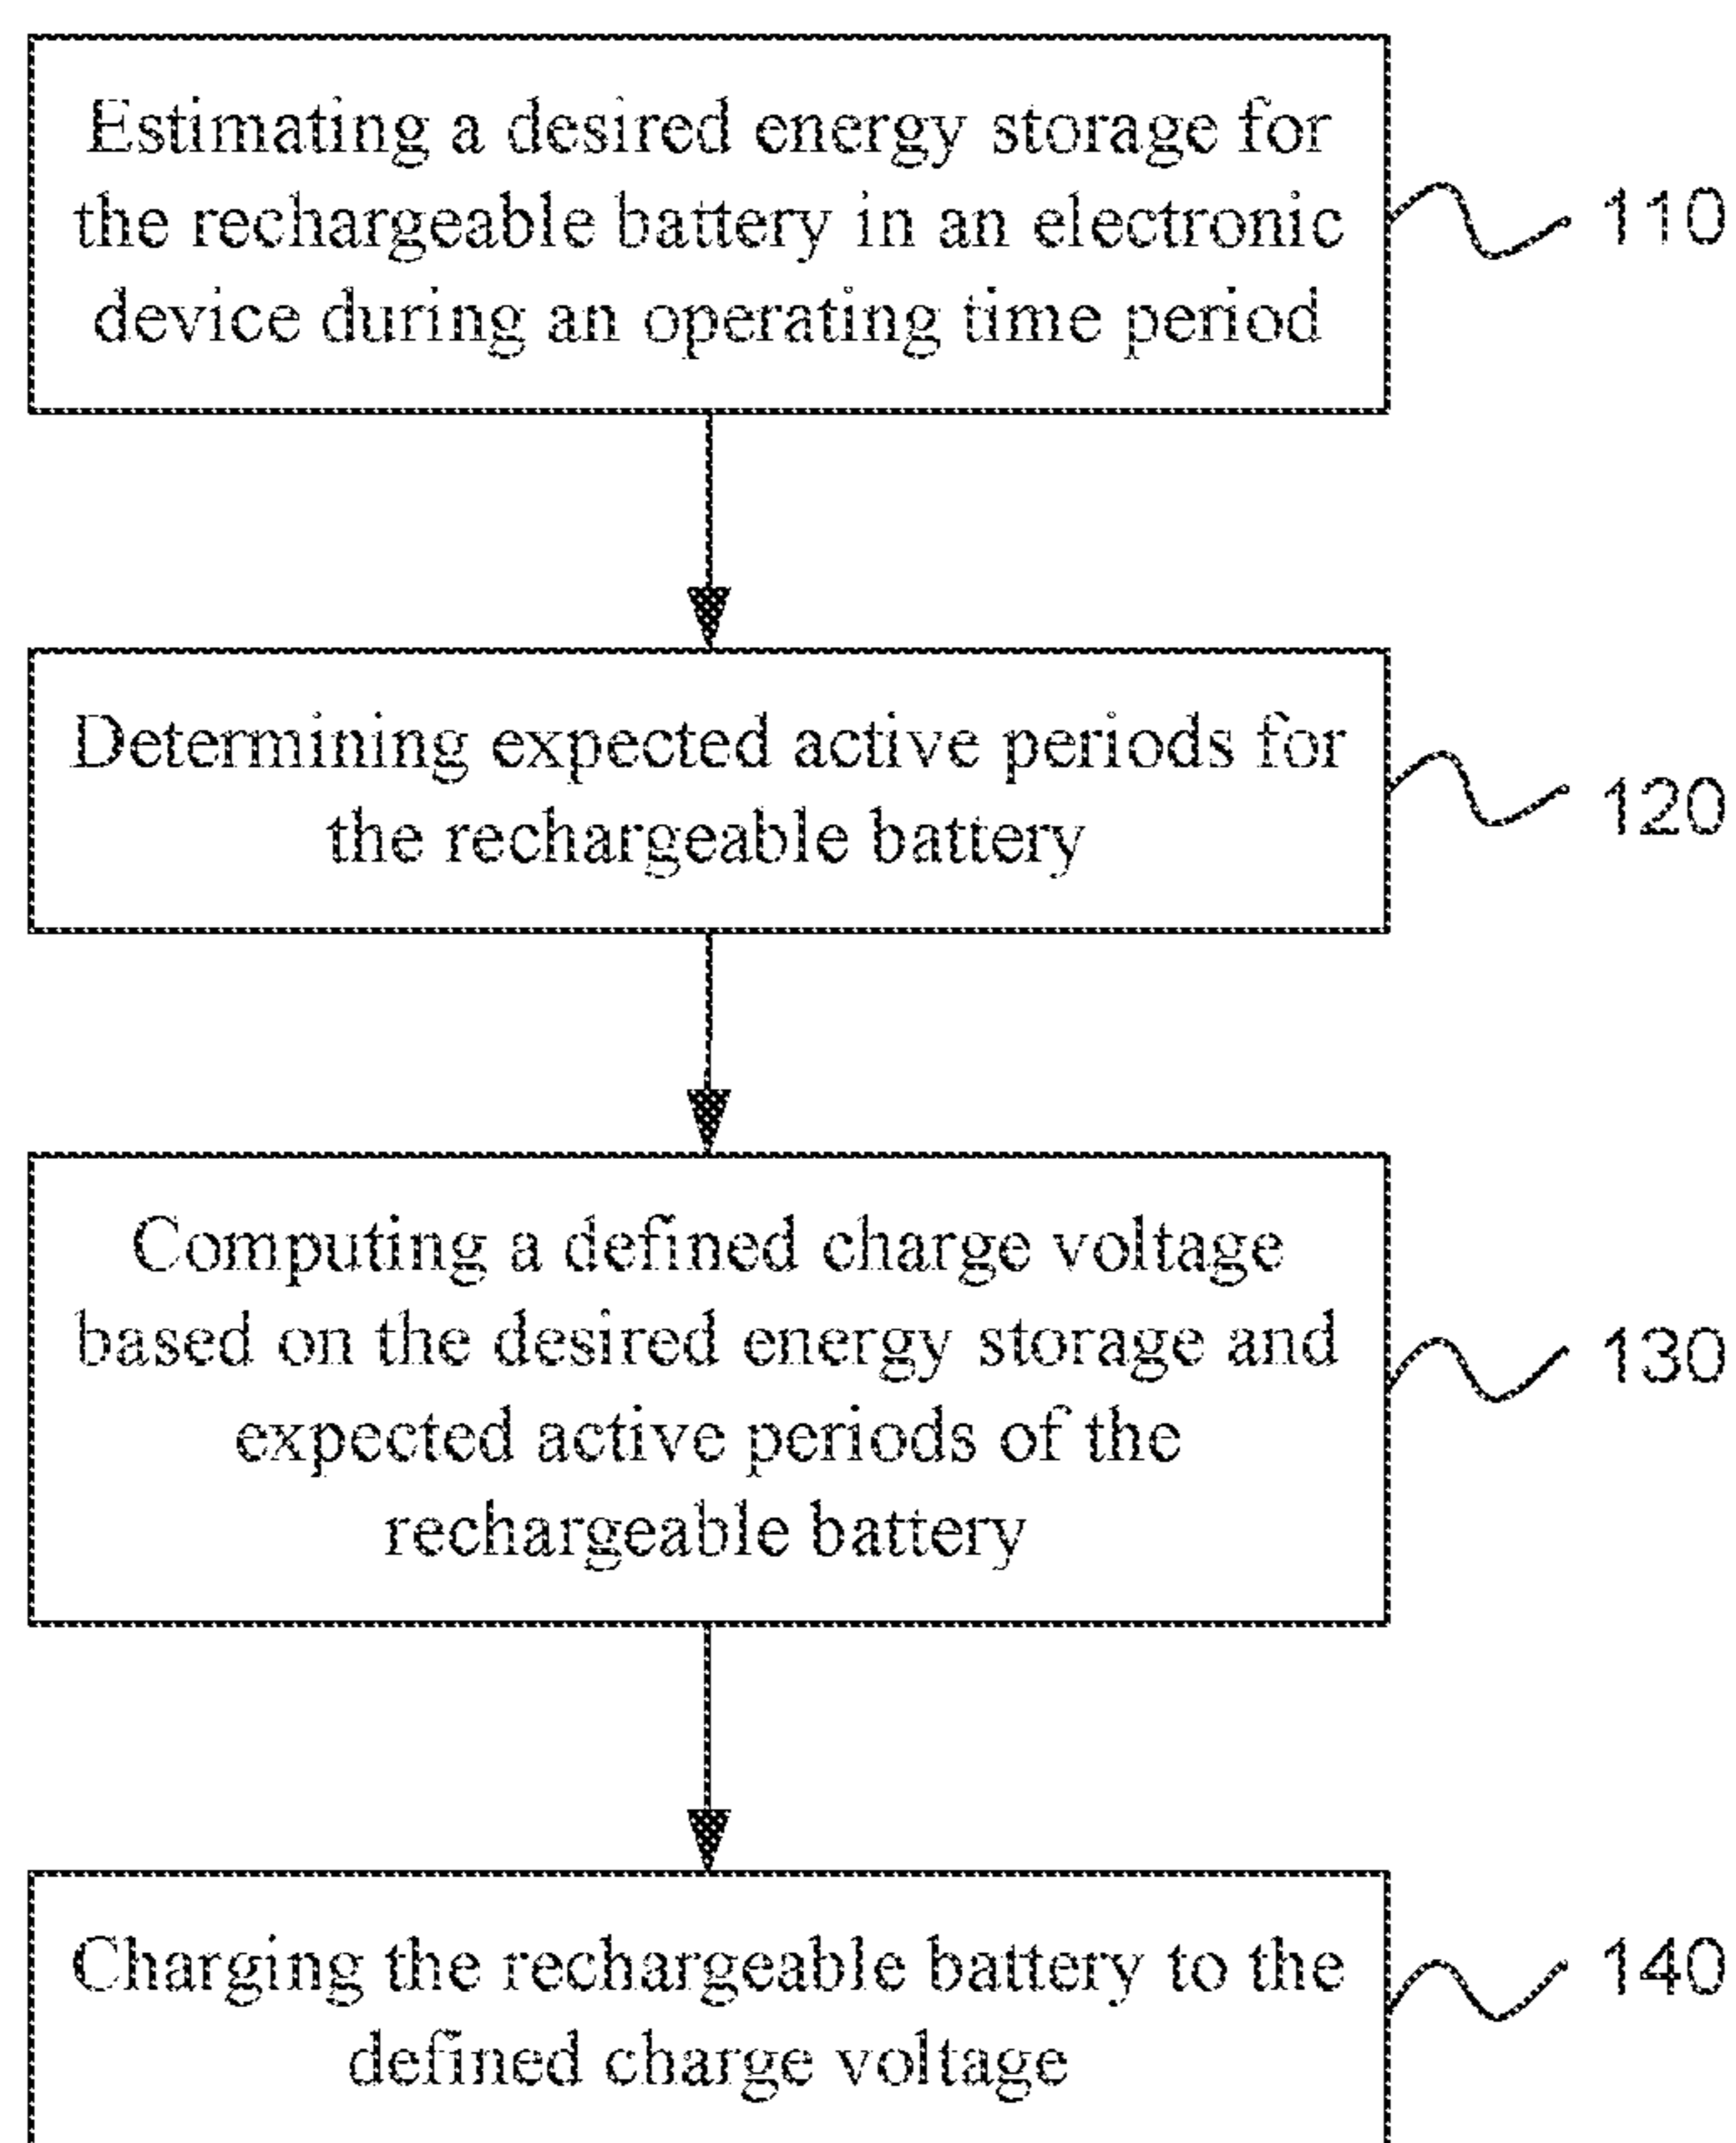 Estimating a desired energy storage for
the rechargeable battery in an electronic
device during an operating time period
110
Determining expected active periods for
the rechargeable battery
120
Computing a defined charge voltage
based on the desired energy storage and
expected active periods of the
rechargeable battery
130
Charging the rechargeable battery to the
defined charge voltage
140